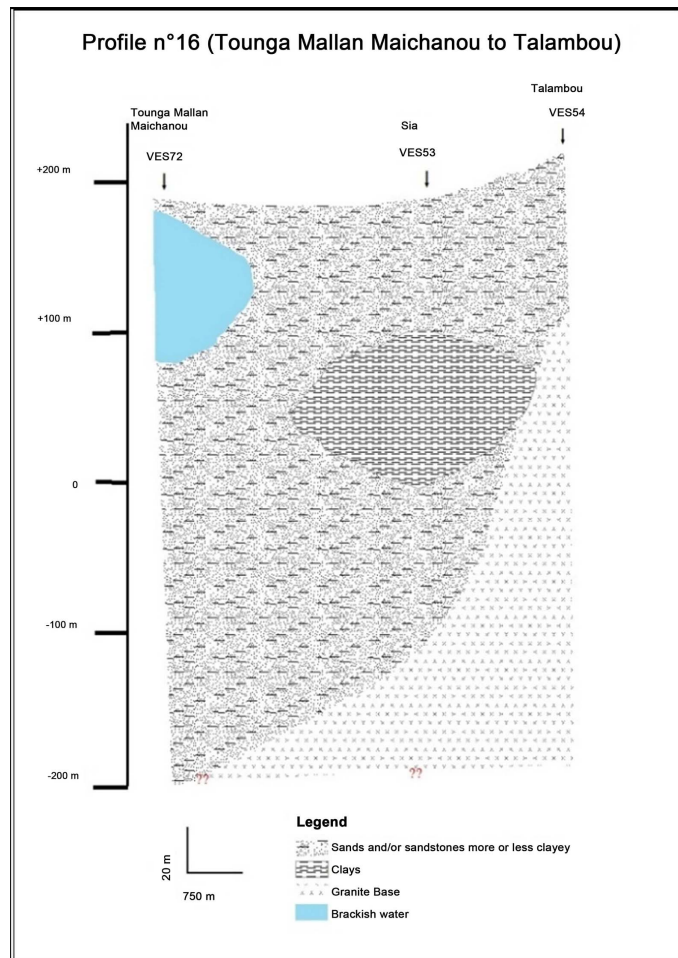 Profile n°16 (Tounga Mallan Maichanou to Talambou)
Talambou
Tounga Mallan
Maichanou
Sia
VES54
VES72
VES53
+200 m
+100 m
0
-100 m
-200 m
??
??
20 m
750 m
Legend
Sands and/or sandstones more or less clayey
Clays
Granite Base
Brackish water